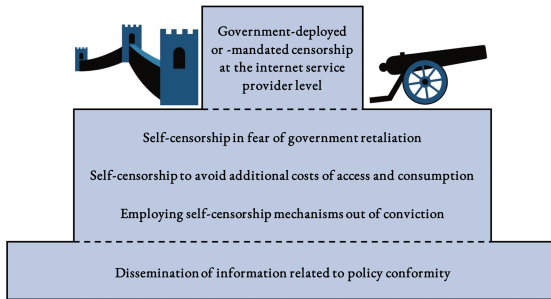 Government-deployed
or -mandated censorship
at the internet service
provider level
Self-censorship in fear of government retaliation
Self-censorship to avoid additional costs of access and consumption
Employing self-censorship mechanisms out of conviction
Dissemination of information related to policy conformity